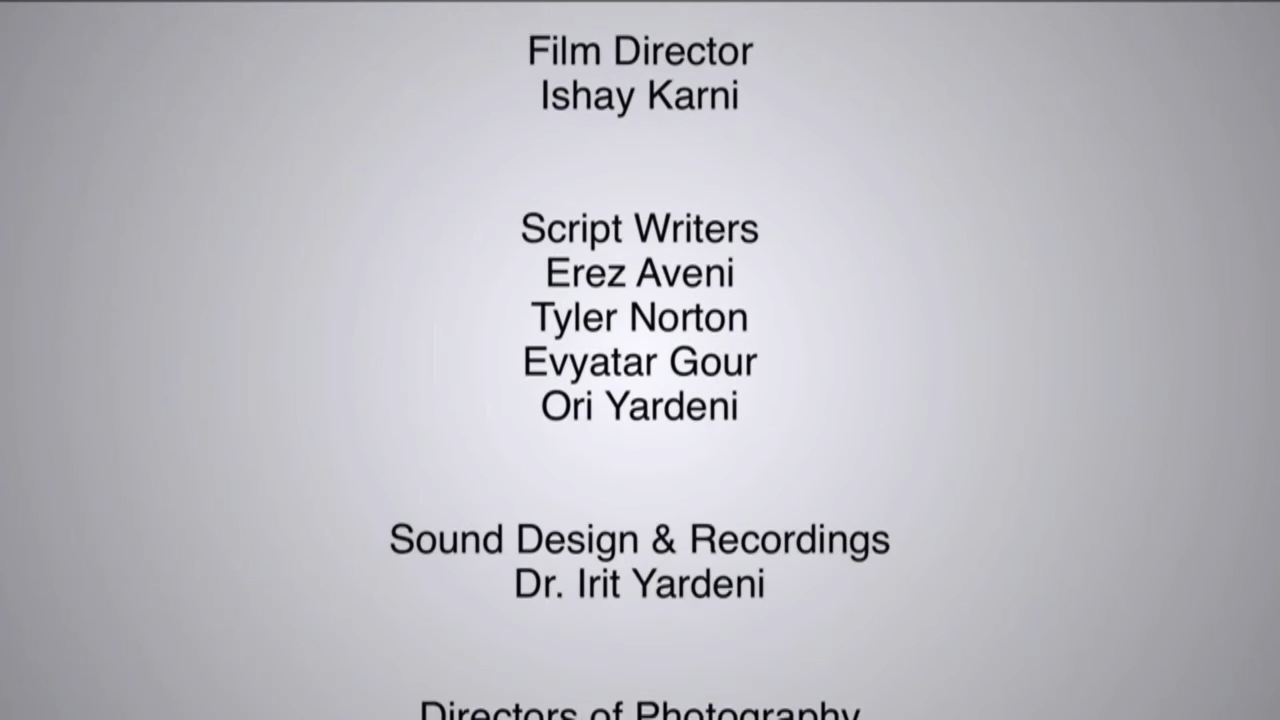 Film Director
Ishay Karni
Script Writers
Erez Aveni
Tyler Norton
Evyatar Gour
Ori Yardeni
Sound Design & Recordings
Dr. Irit Yardeni
Directors of Photography